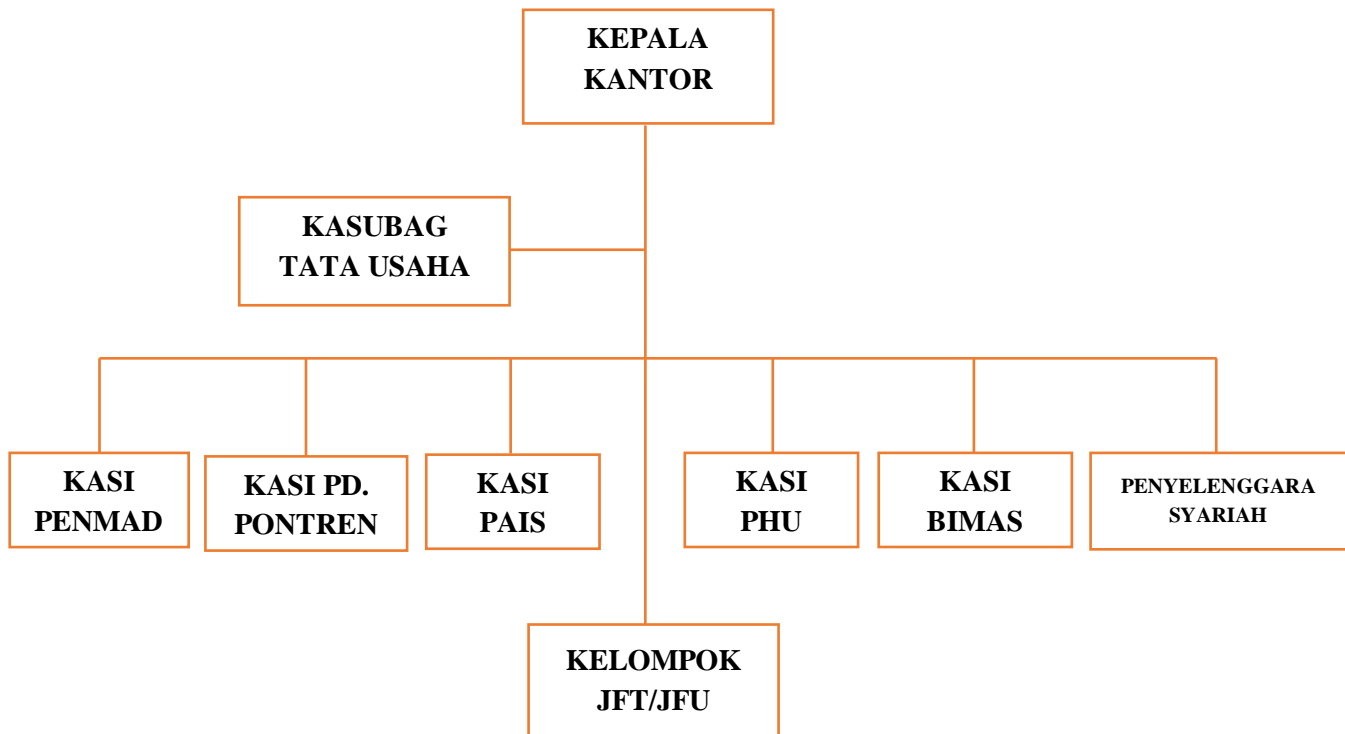 KEPALA
KANTOR
KASUBAG
TATA USAHA
KASI
PENMAD
KASI PD.
PONTREN
KASI
PAIS
KASI
PHU
KASI
BIMAS
PENYELENGGARA
SYARIAH
KELOMPOK
JFT/JFU